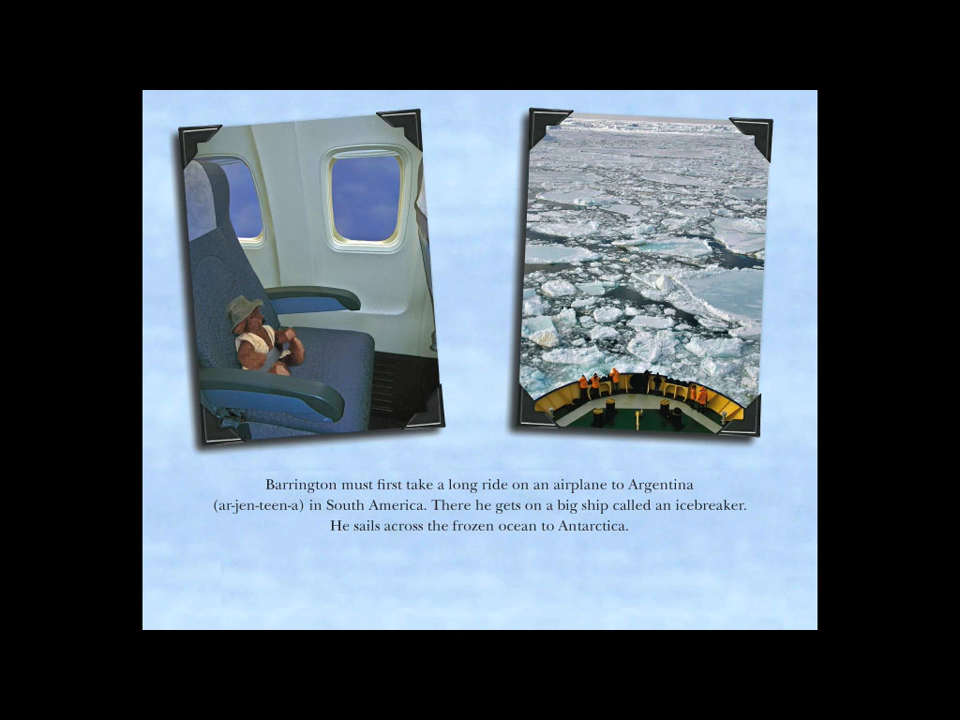 Barrington must first take a long ride on an airplane to Argentina
(ar-jen-teen-a) in South America. There he gets on a big ship called an icebreaker.
He sails across the frozen ocean to Antarctica.